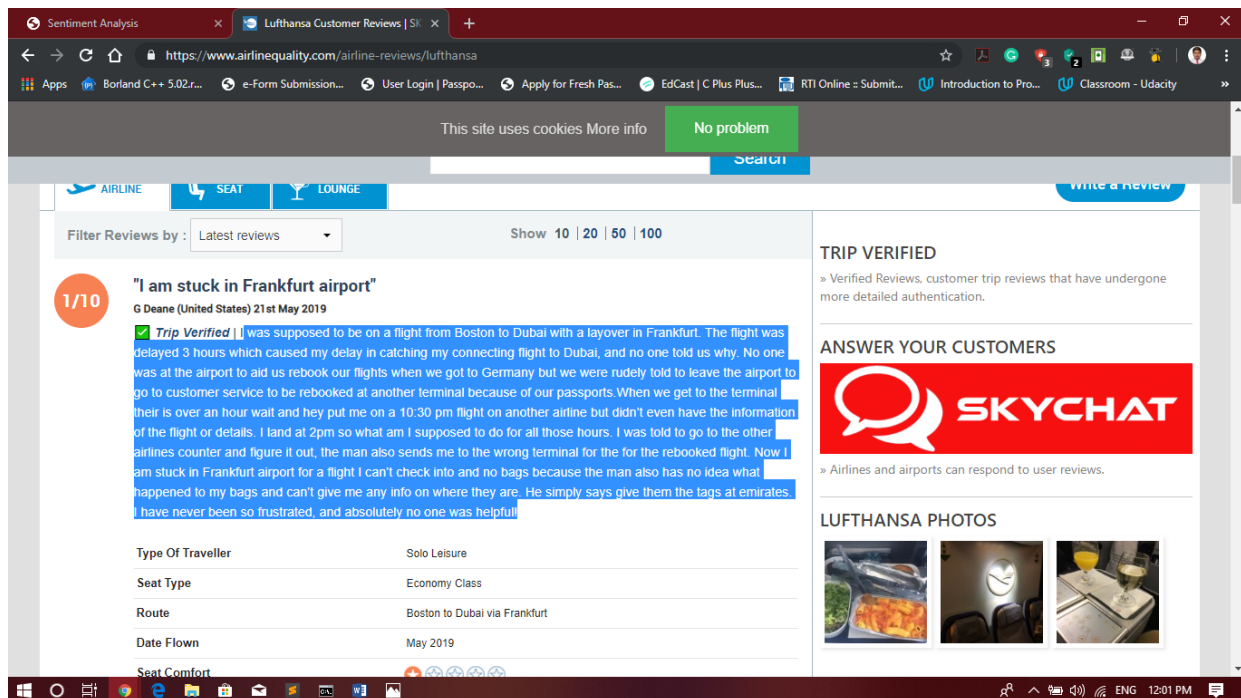 Sentiment Analysis
Lufthansa Customer Reviews | SK
https://www.airlinequality.com/airline-reviews/lufthansa
3
2
Apps
Borland C++ 5.02.r...
e-Form Submission...
User Login | Passpo...
Apply for Fresh Pas...
EdCast | C Plus Plus...
RTI Online :: Submit...
Introduction to Pro...
Classroom - Udacity
»
This site uses cookies More info
No problem
Search
AIRLINE
SEAT
LOUNGE
Write a Review
Filter Reviews by :
Latest reviews
Show 10 | 20 | 50 | 100
1/10
"I am stuck in Frankfurt airport"
G Deane (United States) 21st May 2019
Trip Verified | I was supposed to be on a flight from Boston to Dubai with a layover in Frankfurt. The flight was
delayed 3 hours which caused my delay in catching my connecting flight to Dubai, and no one told us why. No one
was at the airport to aid us rebook our flights when we got to Germany but we were rudely told to leave the airport to
go to customer service to be rebooked at another terminal because of our passports.When we get to the terminal
their is over an hour wait and hey put me on a 10:30 pm flight on another airline but didn't even have the information
of the flight or details. I land at 2pm so what am I supposed to do for all those hours. I was told to go to the other
airlines counter and figure it out, the man also sends me to the wrong terminal for the for the rebooked flight. Now I
am stuck in Frankfurt airport for a flight I can't check into and no bags because the man also has no idea what
happened to my bags and can't give me any info on where they are. He simply says give them the tags at emirates.
I have never been so frustrated, and absolutely no one was helpful!
Type Of Traveller
Solo Leisure
Seat Type
Economy Class
Route
Boston to Dubai via Frankfurt
Date Flown
May 2019
Seat Comfort
TRIP VERIFIED
» Verified Reviews, customer trip reviews that have undergone
more detailed authentication.
ANSWER YOUR CUSTOMERS
SKYCHAT
» Airlines and airports can respond to user reviews.
LUFTHANSA PHOTOS
ENG
12:01 PM